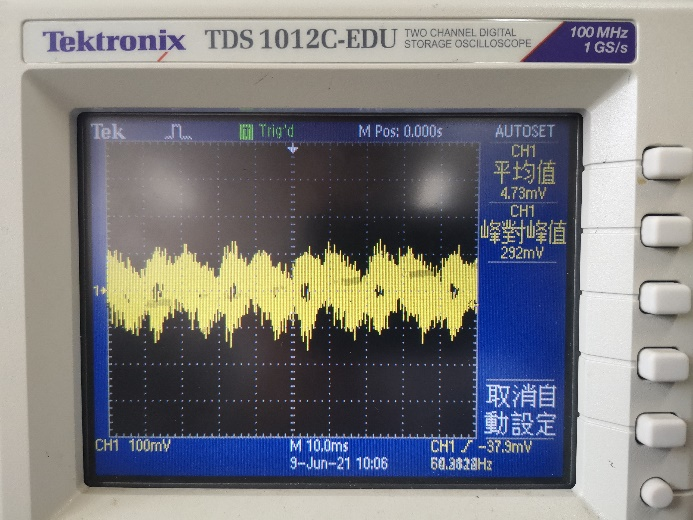 Tektronix TDS 1012C-EDU TWO CHANNEL DIGITAL STORAGE OSCILLOSCOPE 100 MHz 1 GS/s
Tek Trig'd M Pos: 0.000s AUTOSET
CH1
平均值
4.73mV
CH1
峰對峰值
292mV
1
取消自
動設定
CH1 100mV M 10.0ms CH1 -37.9mV
9-Jun-21 10:06